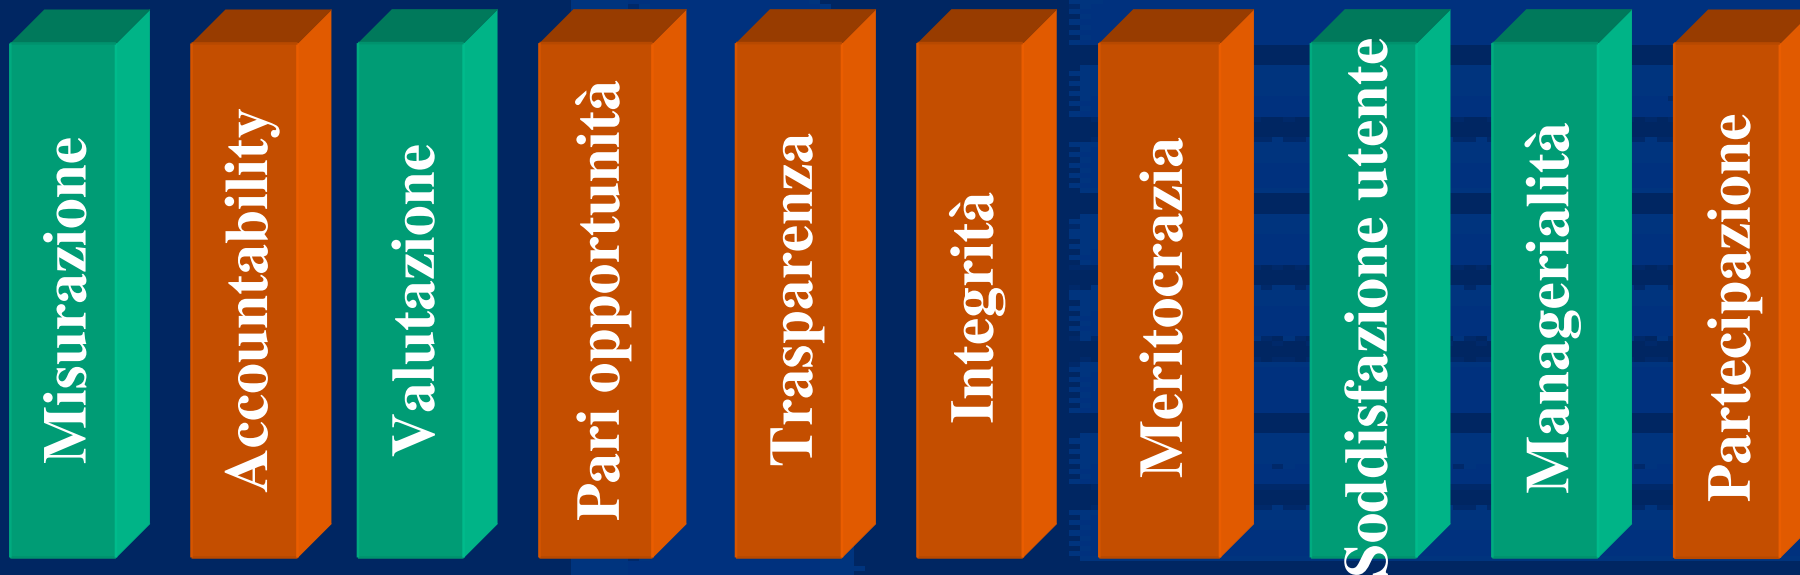 Misurazione
Accountability
Valutazione
Pari opportunità
Trasparenza
Integrità
Meritocrazia
Soddisfazione utente
Managerialità
Partecipazione